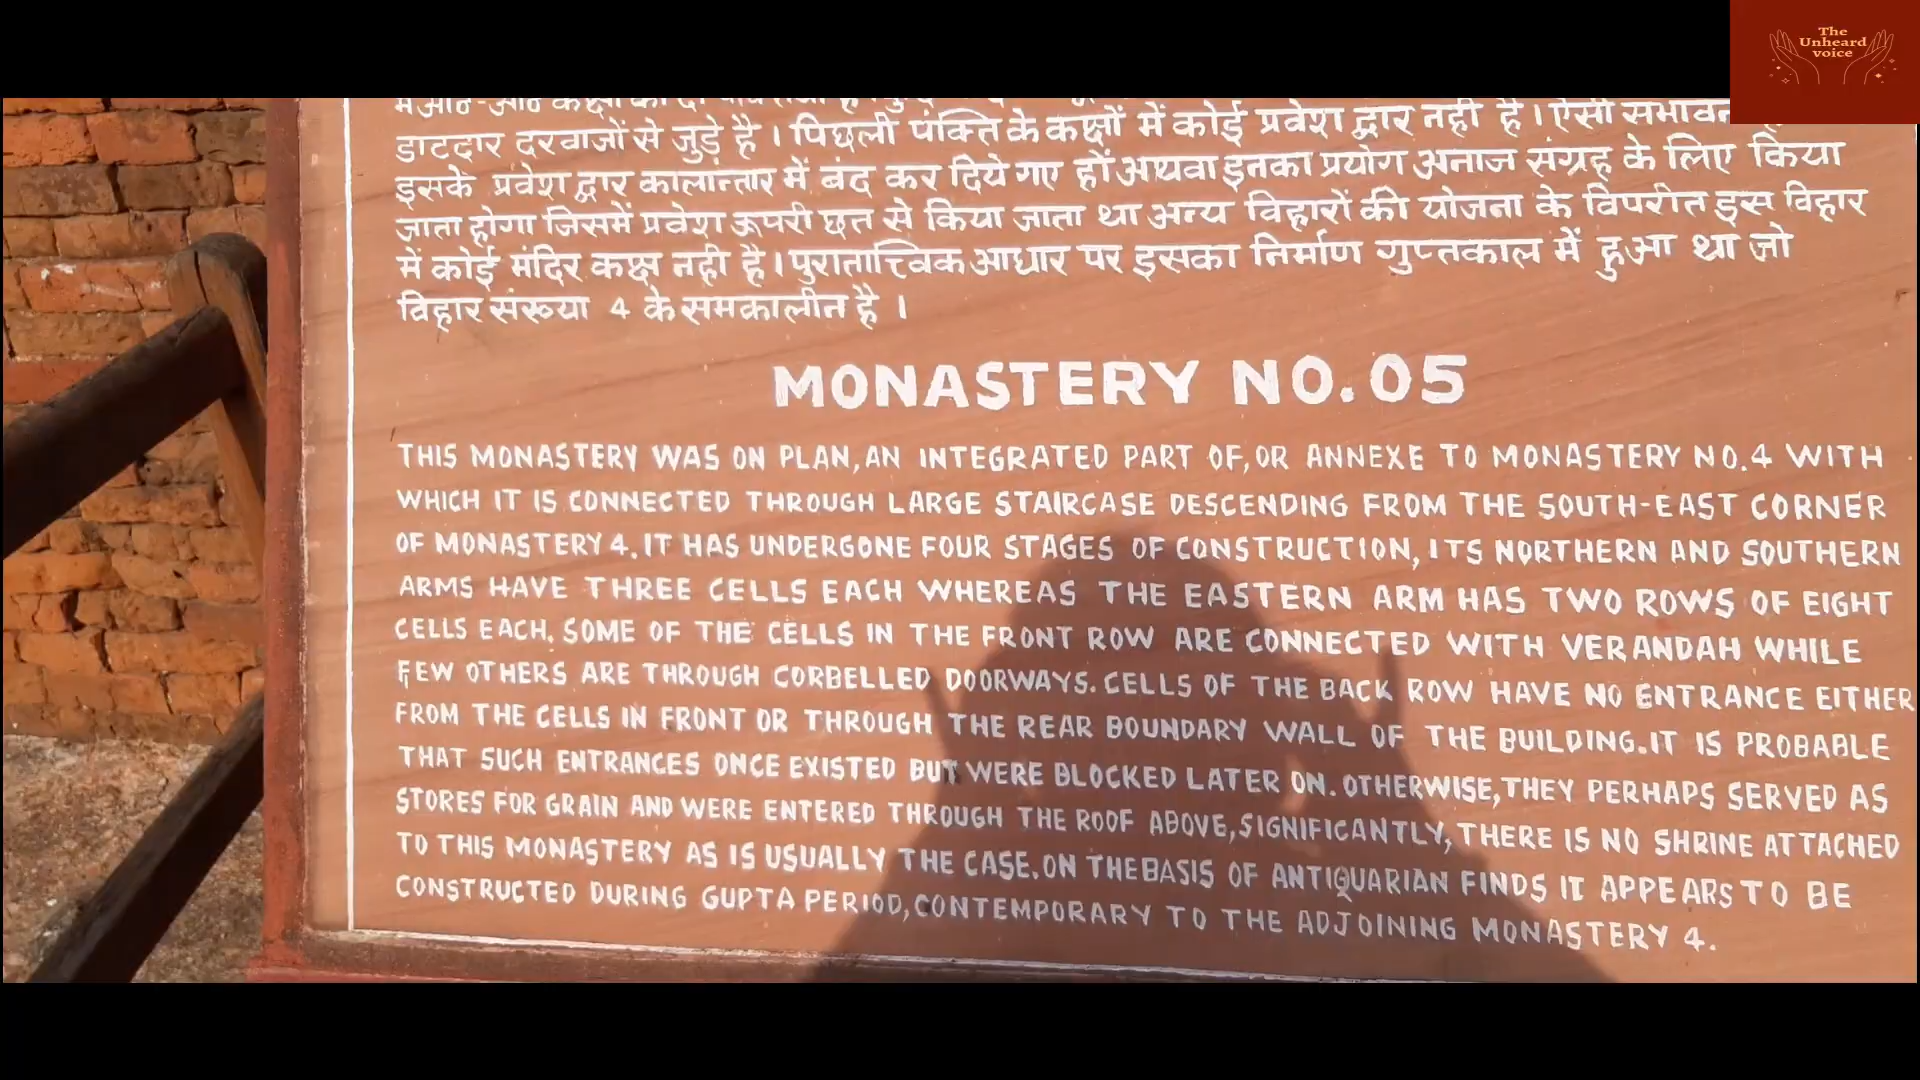 The
Unheard
voice
डाटदार दरवाजों से जुड़े है । पिछली पंक्ति के कक्षों में कोई प्रवेश द्वार नही है । ऐसी
इसके प्रवेश द्वार कालान्तार में बंद कर दिये गए हों अथवा इनका प्रयोग अनाज संग्रह के लिए किया
जाता होगा जिसमें प्रवेश ऊपरी छत से किया जाता था अन्य विहारों की योजना के विपरीत इस विहार
में कोई मंदिर कक्ष नही है । पुरातात्त्विक आधार पर इसका निर्माण गुप्तकाल में हुआ था जो
विहार संख्या 4 के समकालीन है ।
MONASTERY NO.05
THIS MONASTERY WAS ON PLAN, AN INTEGRATED PART OF, OR ANNEXE TO MONASTERY NO.4 WITH
WHICH IT IS CONNECTED THROUGH LARGE STAIRCASE DESCENDING FROM THE SOUTH-EAST CORNER
OF MONASTERY 4. IT HAS UNDERGONE FOUR STAGES OF CONSTRUCTION, ITS NORTHERN AND SOUTHERN
ARMS HAVE THREE CELLS EACH WHEREAS THE EASTERN ARM HAS TWO ROWS OF EIGHT
CELLS EACH. SOME OF THE CELLS IN THE FRONT ROW ARE CONNECTED WITH VERANDAH WHILE
FEW OTHERS ARE THROUGH CORBELLED DOORWAYS. CELLS OF THE BACK ROW HAVE NO ENTRANCE EITHER
FROM THE CELLS IN FRONT OR THROUGH THE REAR BOUNDARY WALL OF THE BUILDING. IT IS PROBABLE
THAT SUCH ENTRANCES ONCE EXISTED BUT WERE BLOCKED LATER ON. OTHERWISE, THEY PERHAPS SERVED AS
STORES FOR GRAIN AND WERE ENTERED THROUGH THE ROOF ABOVE, SIGNIFICANTLY, THERE IS NO SHRINE ATTACHED
TO THIS MONASTERY AS IS USUALLY THE CASE. ON THE BASIS OF ANTIQUARIAN FINDS IT APPEARS TO BE
CONSTRUCTED DURING GUPTA PERIOD, CONTEMPORARY TO THE ADJOINING MONASTERY 4.